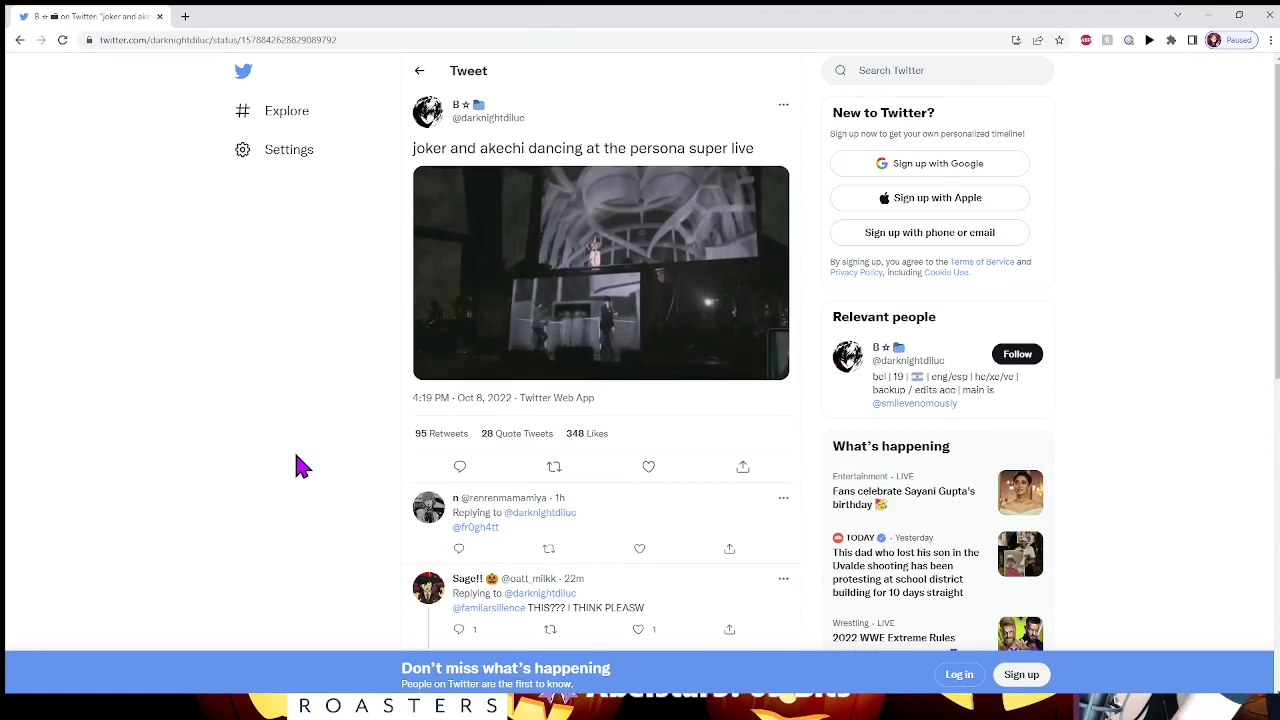 B ☆ on Twitter: "joker and ake
twitter.com/darknightdiluc/status/1578842628829089792
ABP
Paused
Explore
Settings
Tweet
B ☆
@darknightdiluc
joker and akechi dancing at the persona super live
4:19 PM · Oct 8, 2022 · Twitter Web App
95 Retweets 28 Quote Tweets 348 Likes
n @renrenmamamiya · 1h
Replying to @darknightdiluc
@fr0gh4tt
Sage!! 🎃 @oatt_milkk · 22m
Replying to @darknightdiluc
@familarsilience THIS??? I THINK PLEASW
1
1
Search Twitter
New to Twitter?
Sign up now to get your own personalized timeline!
Sign up with Google
Sign up with Apple
Sign up with phone or email
By signing up, you agree to the Terms of Service and
Privacy Policy, including Cookie Use.
Relevant people
B ☆
@darknightdiluc
Follow
bel | 19 | | eng/esp | he/xe/ve |
backup / edits acc | main is
@smilevenomously
What's happening
Entertainment · LIVE
Fans celebrate Sayani Gupta's
birthday 🥳
TODAY · Yesterday
This dad who lost his son in the
Uvalde shooting has been
protesting at school district
building for 10 days straight
Wrestling · LIVE
2022 WWE Extreme Rules
Don't miss what's happening
People on Twitter are the first to know.
Log in
Sign up
ROASTERS